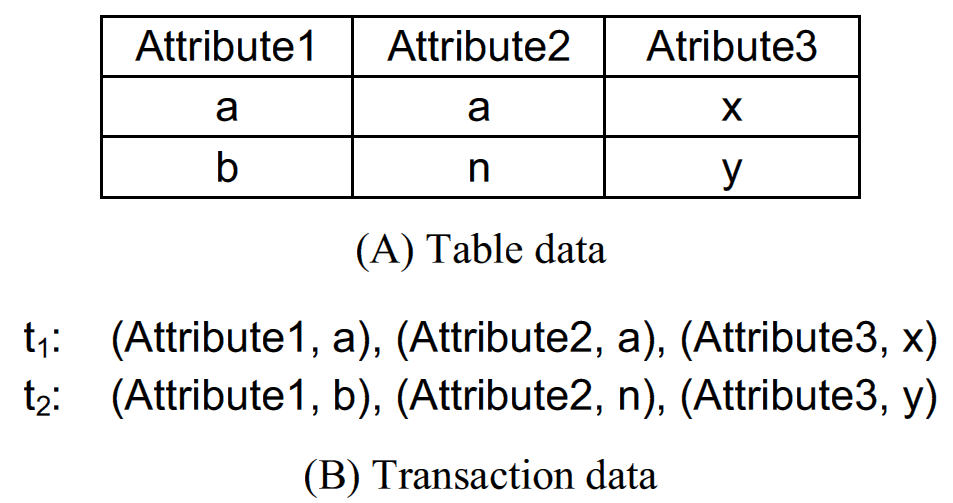 Attribute1 Attribute2 Atribute3
a a x
b n y
(A) Table data
t₁: (Attribute1, a), (Attribute2, a), (Attribute3, x)
t₂: (Attribute1, b), (Attribute2, n), (Attribute3, y)
(B) Transaction data